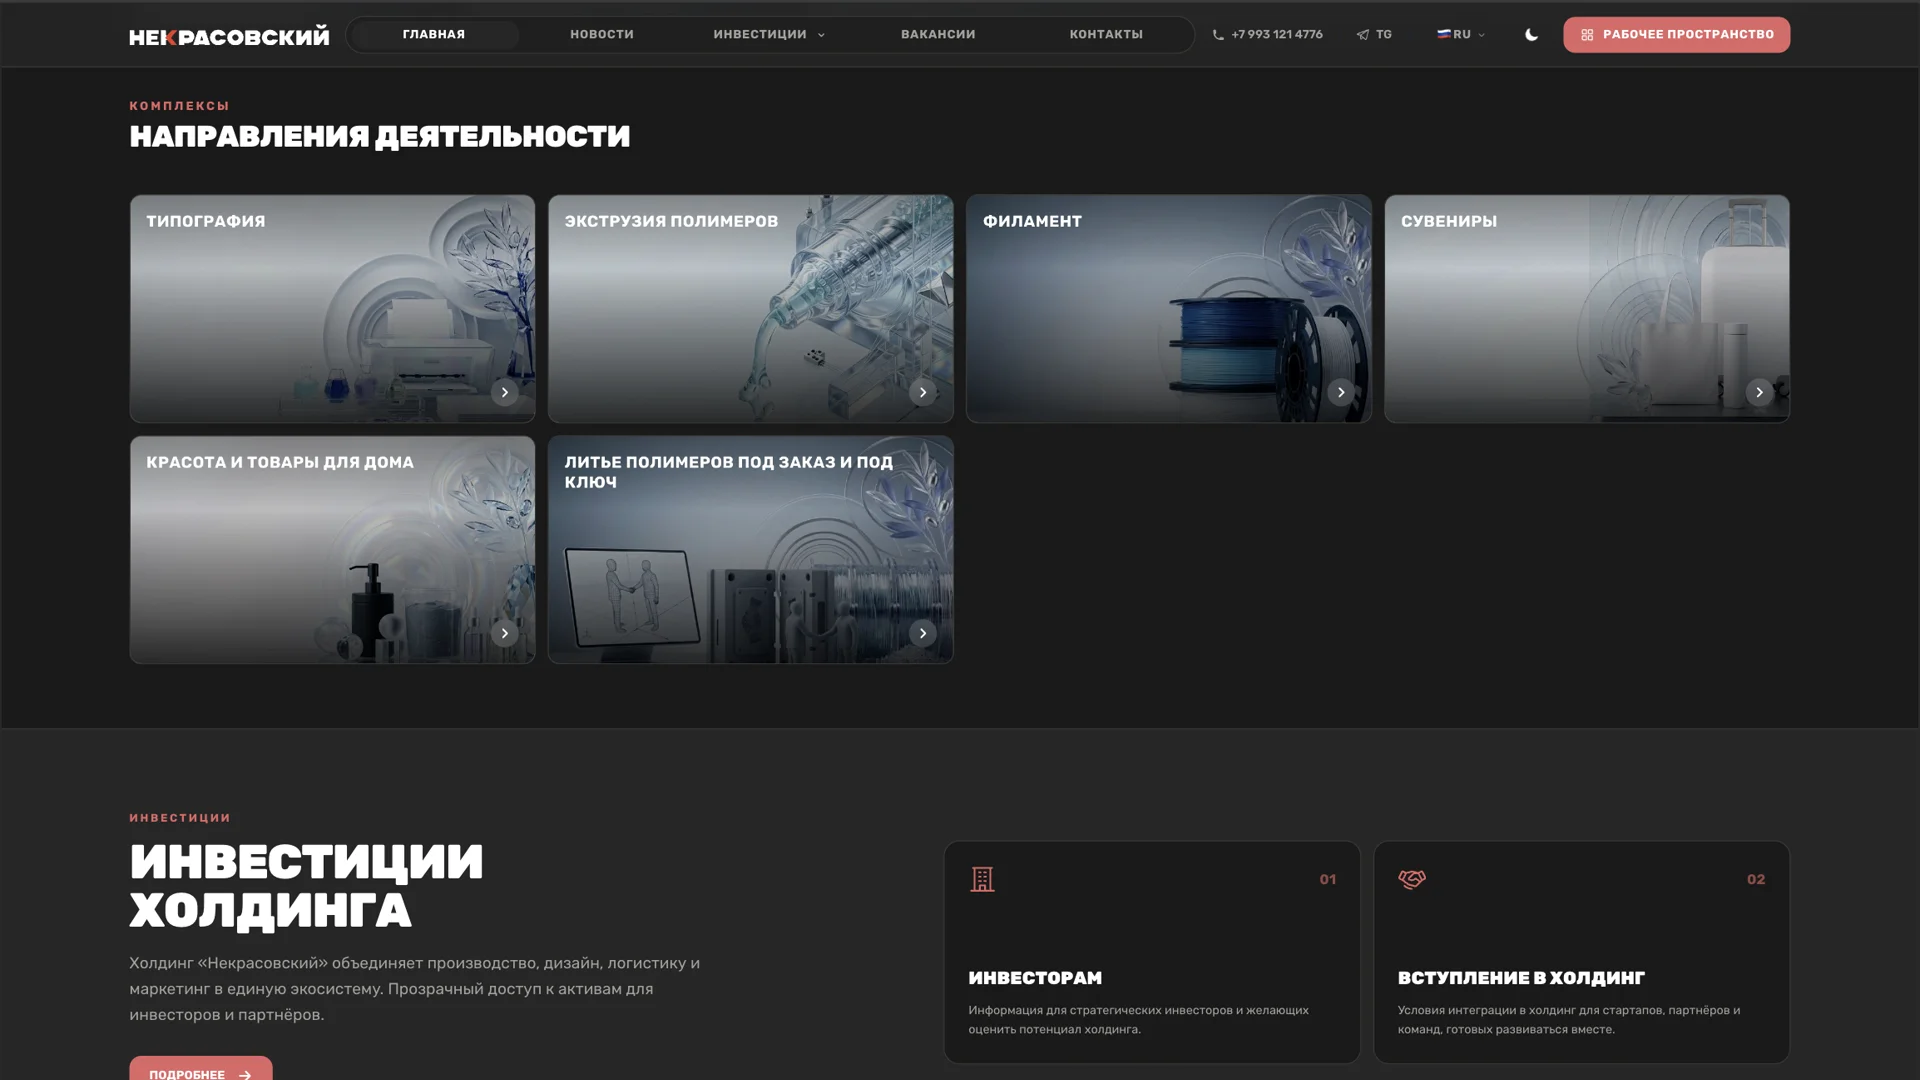 НЕКРАСОВСКИЙ
ГЛАВНАЯ
НОВОСТИ
ИНВЕСТИЦИИ
ВАКАНСИИ
КОНТАКТЫ
+7 993 121 4776
TG
RU
РАБОЧЕЕ ПРОСТРАНСТВО
КОМПЛЕКСЫ
НАПРАВЛЕНИЯ ДЕЯТЕЛЬНОСТИ
ТИПОГРАФИЯ
ЭКСТРУЗИЯ ПОЛИМЕРОВ
ФИЛАМЕНТ
СУВЕНИРЫ
КРАСОТА И ТОВАРЫ ДЛЯ ДОМА
ЛИТЬЕ ПОЛИМЕРОВ ПОД ЗАКАЗ И ПОД
КЛЮЧ
ИНВЕСТИЦИИ
ИНВЕСТИЦИИ
ХОЛДИНГА
Холдинг «Некрасовский» объединяет производство, дизайн, логистику и
маркетинг в единую экосистему. Прозрачный доступ к активам для
инвесторов и партнёров.
ПОДРОБНЕЕ
01
ИНВЕСТОРАМ
Информация для стратегических инвесторов и желающих
оценить потенциал холдинга.
02
ВСТУПЛЕНИЕ В ХОЛДИНГ
Условия интеграции в холдинг для стартапов, партнёров и
команд, готовых развиваться вместе.